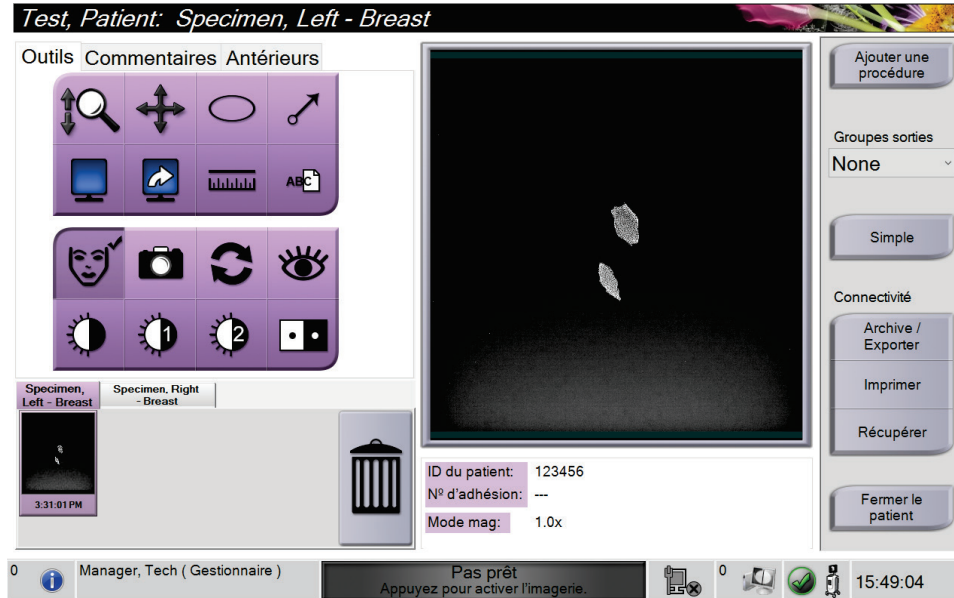 Test, Patient: Specimen, Left - Breast
Outils Commentaires Antérieurs
ABC
1
2
Specimen,
Left - Breast
Specimen, Right
- Breast
3:31:01 PM
ID du patient: 123456
Nº d'adhésion: ---
Mode mag: 1.0x
Ajouter une
procédure
Groupes sorties
None
Simple
Connectivité
Archive /
Exporter
Imprimer
Récupérer
Fermer le
patient
0
Manager, Tech ( Gestionnaire )
Pas prêt
Appuyez pour activer l'imagerie.
0
15:49:04